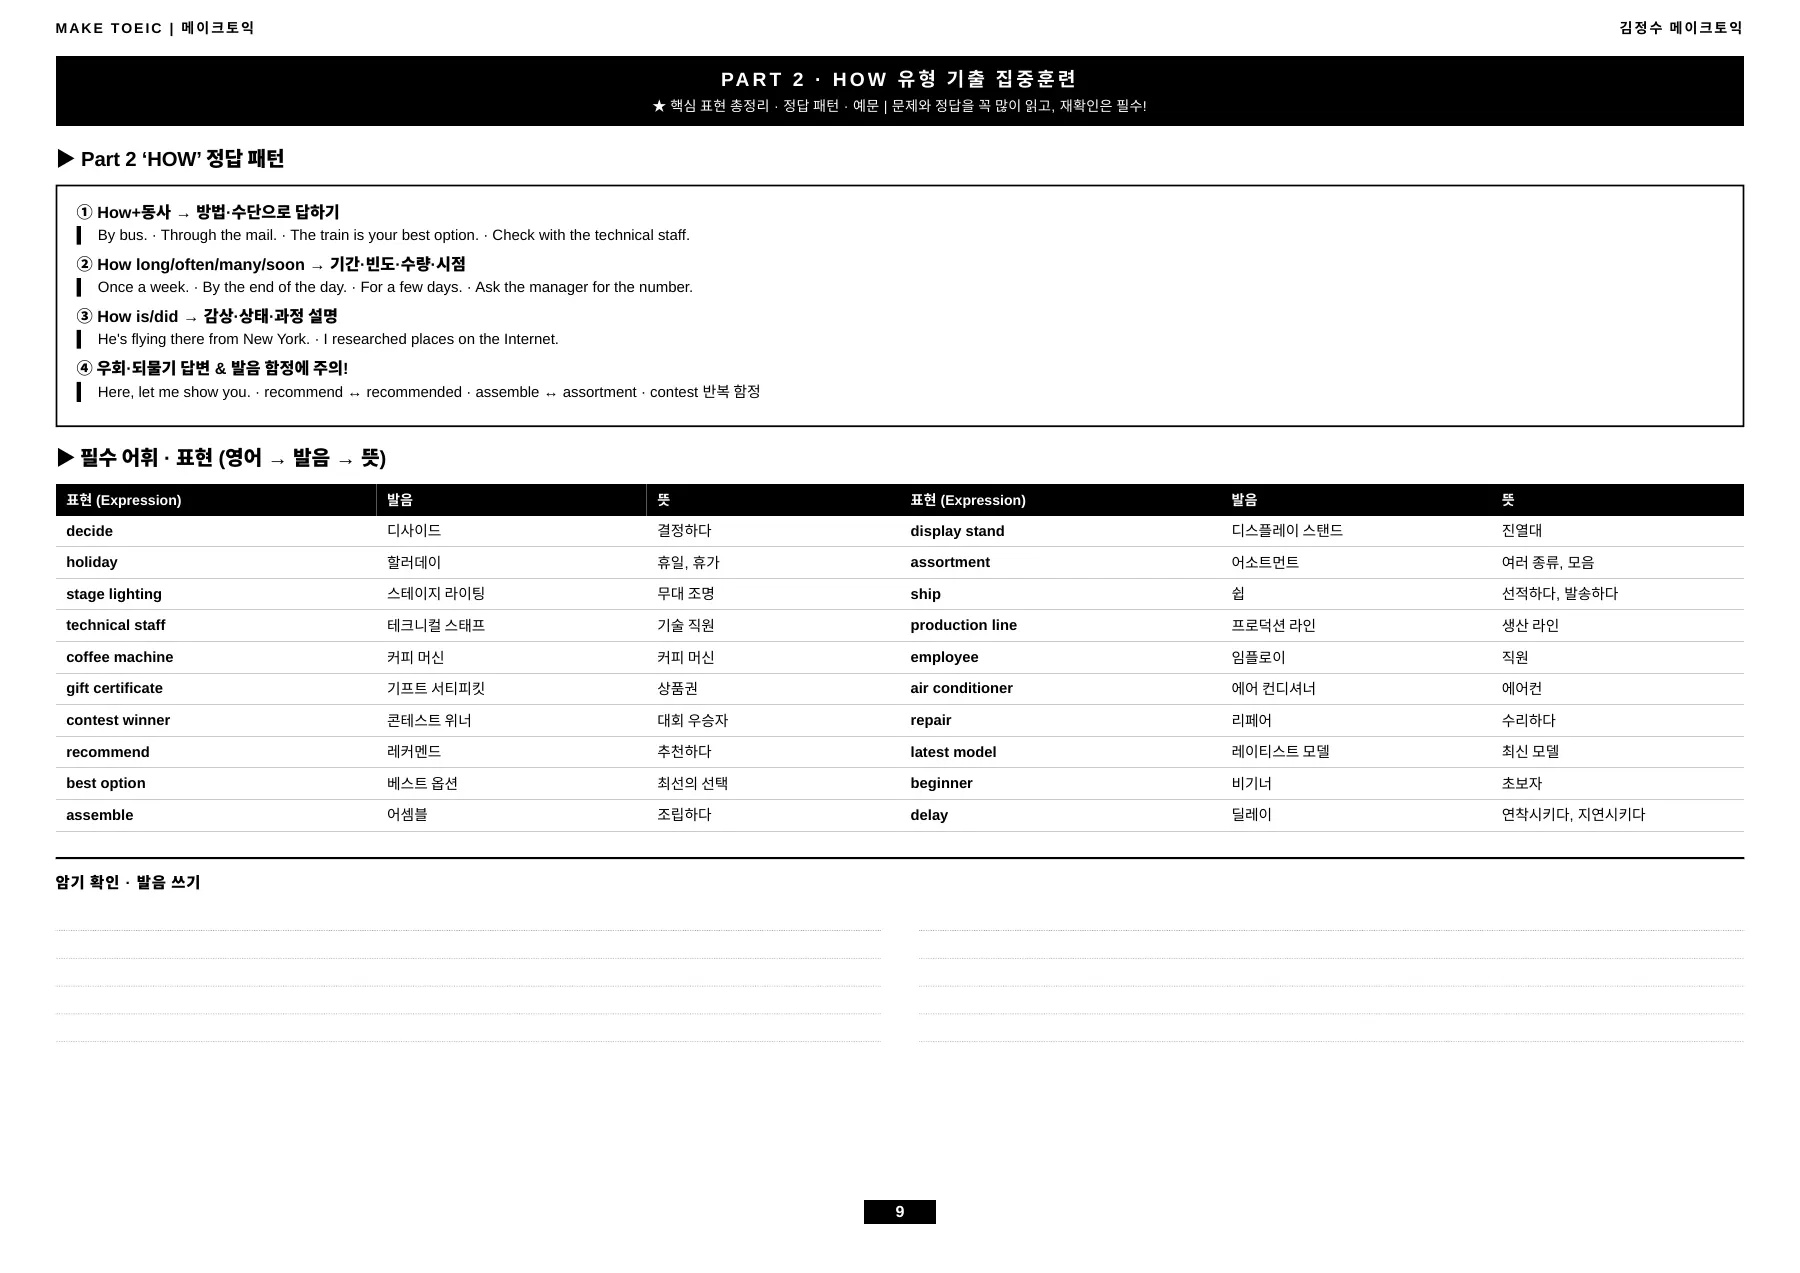 MAKE TOEIC | 메이크토익
김정수 메이크토익
PART 2 · HOW 유형 기출 집중훈련
★ 핵심 표현 총정리 · 정답 패턴 · 예문 | 문제와 정답을 꼭 많이 읽고, 재확인은 필수!
▶ Part 2 ‘HOW’ 정답 패턴
① How+동사 → 방법·수단으로 답하기
By bus. · Through the mail. · The train is your best option. · Check with the technical staff.
② How long/often/many/soon → 기간·빈도·수량·시점
Once a week. · By the end of the day. · For a few days. · Ask the manager for the number.
③ How is/did → 감상·상태·과정 설명
He's flying there from New York. · I researched places on the Internet.
④ 우회·되물기 답변 & 발음 함정에 주의!
Here, let me show you. · recommend ↔ recommended · assemble ↔ assortment · contest 반복 함정
▶ 필수 어휘 · 표현 (영어 → 발음 → 뜻)
표현 (Expression) 발음 뜻 표현 (Expression) 발음 뜻
decide 디사이드 결정하다 display stand 디스플레이 스탠드 진열대
holiday 할러데이 휴일, 휴가 assortment 어소트먼트 여러 종류, 모음
stage lighting 스테이지 라이팅 무대 조명 ship 쉽 선적하다, 발송하다
technical staff 테크니컬 스태프 기술 직원 production line 프로덕션 라인 생산 라인
coffee machine 커피 머신 커피 머신 employee 임플로이 직원
gift certificate 기프트 서티피킷 상품권 air conditioner 에어 컨디셔너 에어컨
contest winner 콘테스트 위너 대회 우승자 repair 리페어 수리하다
recommend 레커멘드 추천하다 latest model 레이티스트 모델 최신 모델
best option 베스트 옵션 최선의 선택 beginner 비기너 초보자
assemble 어셈블 조립하다 delay 딜레이 연착시키다, 지연시키다
암기 확인 · 발음 쓰기
9